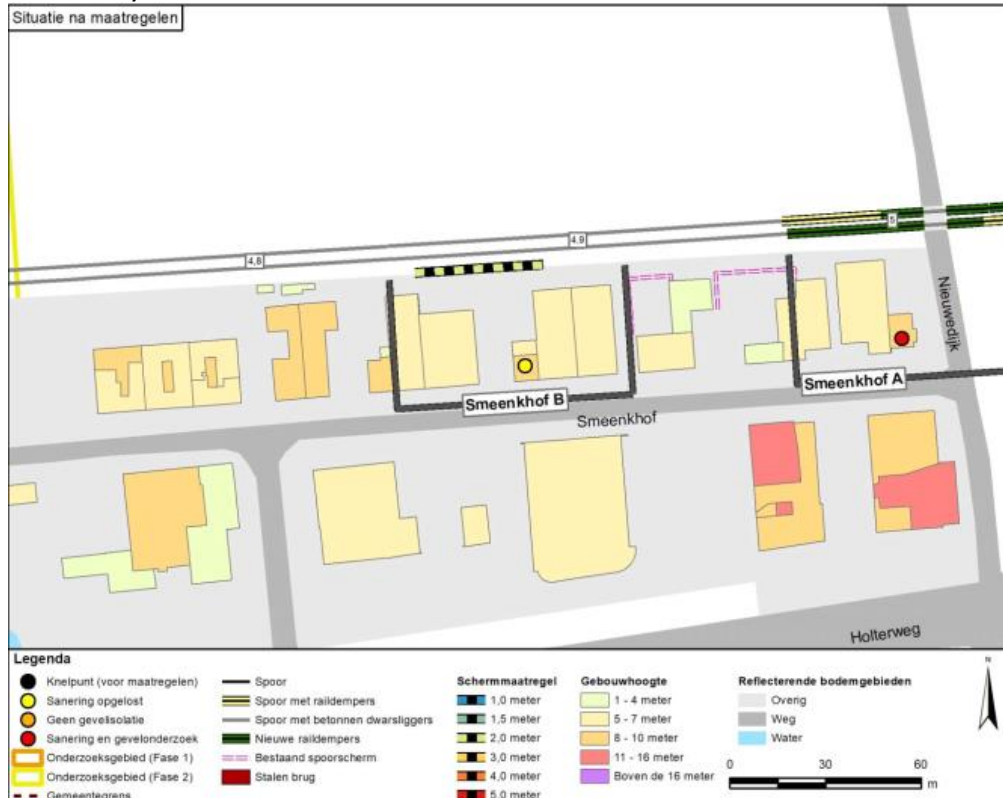 Situatie na maatregelen
4,8
4,9
5
Nieuwedijk
Smeenkhof A
Smeenkhof B
Smeenkhof
Holterweg
Legenda
Knelpunt (voor maatregelen)
Sanering opgelost
Geen gevelisolatie
Sanering en gevelonderzoek
Onderzoeksgebied (Fase 1)
Onderzoeksgebied (Fase 2)
Gemeentegrens
Spoor
Spoor met raildempers
Spoor met betonnen dwarsliggers
Nieuwe raildempers
Bestaand spoorscherm
Stalen brug
Schermmaatregel
1,0 meter
1,5 meter
2,0 meter
3,0 meter
4,0 meter
5,0 meter
Gebouwhoogte
1 - 4 meter
5 - 7 meter
8 - 10 meter
11 - 16 meter
Boven de 16 meter
Reflecterende bodemgebieden
Overig
Weg
Water
N
0 30 60
m